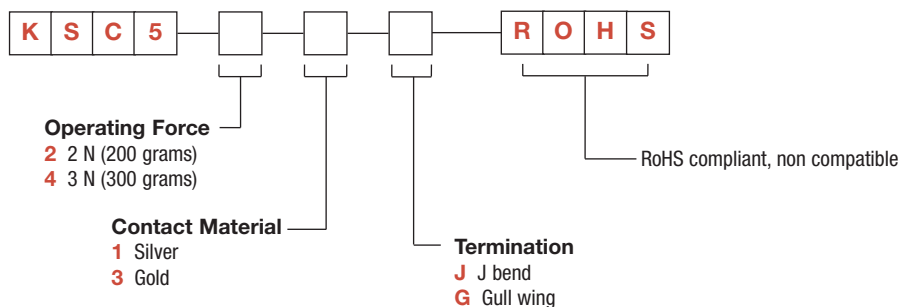 K S C 5 R O H S
Operating Force
2 2 N (200 grams)
4 3 N (300 grams)
RoHS compliant, non compatible
Contact Material
1 Silver
3 Gold
Termination
J J bend
G Gull wing